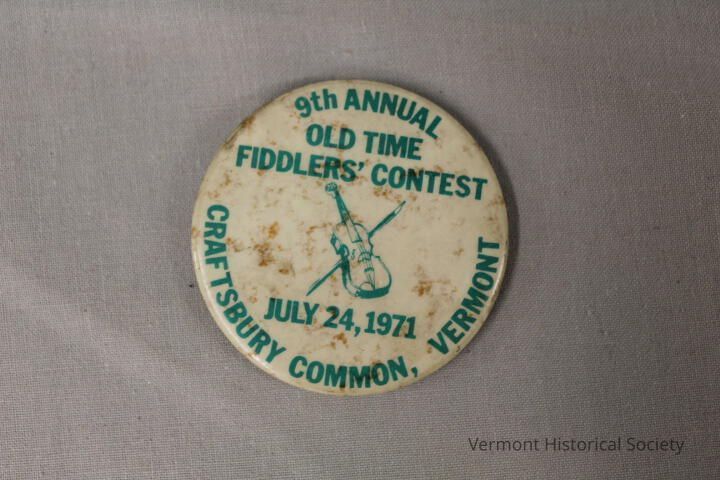 9th ANNUAL
OLD TIME
FIDDLERS' CONTEST
JULY 24, 1971
CRAFTSBURY COMMON, VERMONT
Vermont Historical Society